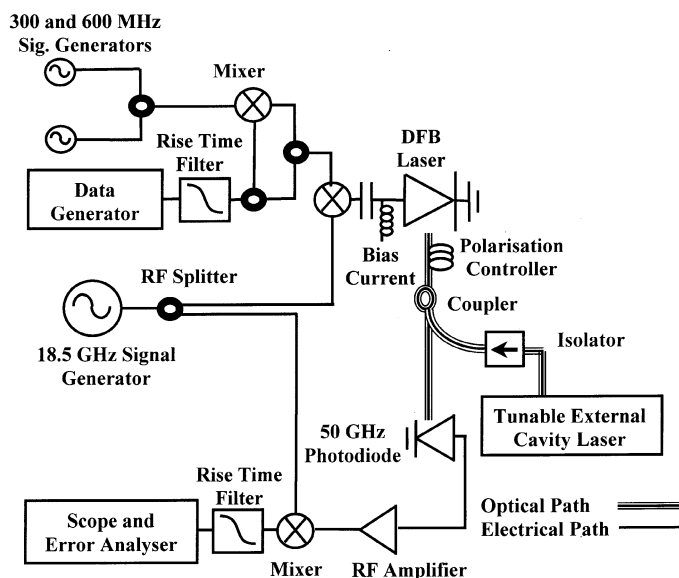 300 and 600 MHz
Sig. Generators
Mixer
Rise Time
Filter
DFB
Laser
Data
Generator
Bias
Current
Polarisation
Controller
RF Splitter
Coupler
18.5 GHz Signal
Generator
Isolator
Tunable External
Cavity Laser
50 GHz
Photodiode
Rise Time
Filter
Scope and
Error Analyser
Mixer
RF Amplifier
Optical Path
Electrical Path